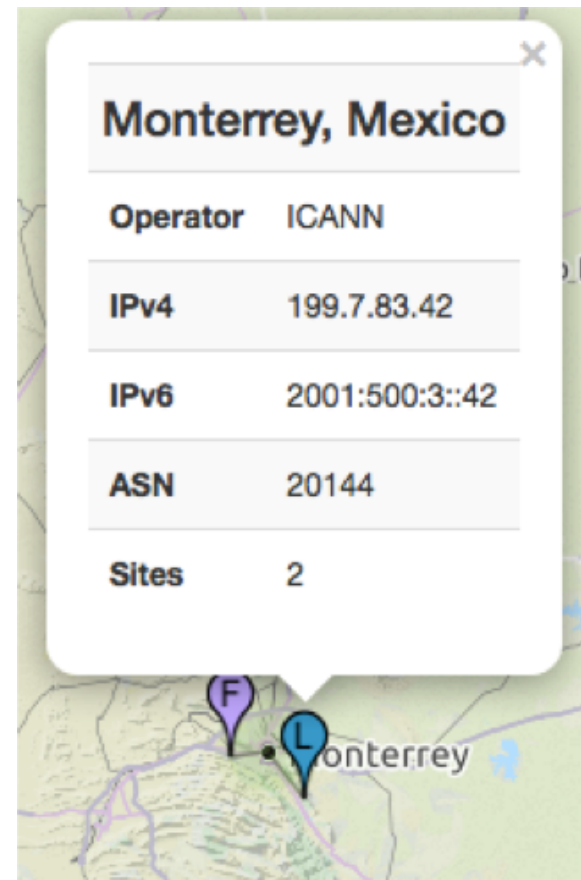 ×
Monterrey, Mexico
Operator ICANN
IPv4 199.7.83.42
IPv6 2001:500:3::42
ASN 20144
Sites 2
F
L
Monterrey